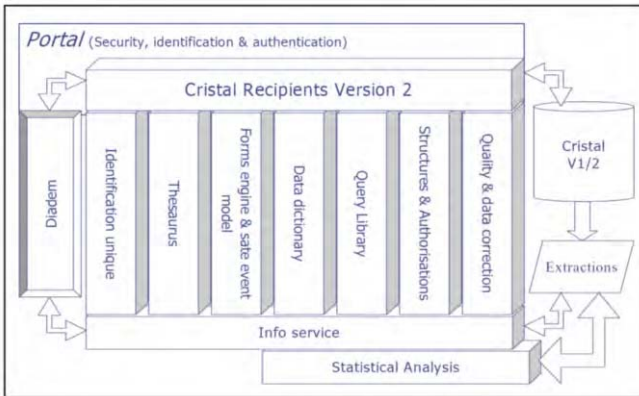 Portal (Security, identification & authentication)
Cristal Recipients Version 2
Diapam
Identification unique
Thesaurus
Forms engine & sate event
model
Data dictionary
Query Library
Structures & Authorisations
Quality & data correction
Cristal
V1/2
Extractions
Info service
Statistical Analysis